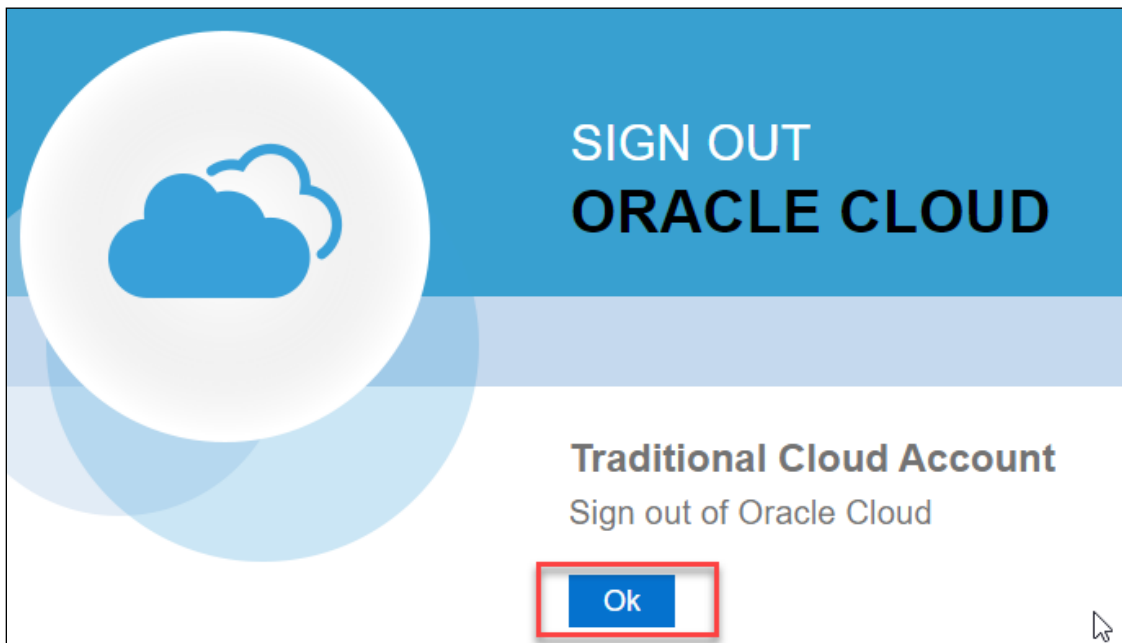 SIGN OUT
ORACLE CLOUD
Traditional Cloud Account
Sign out of Oracle Cloud
Ok